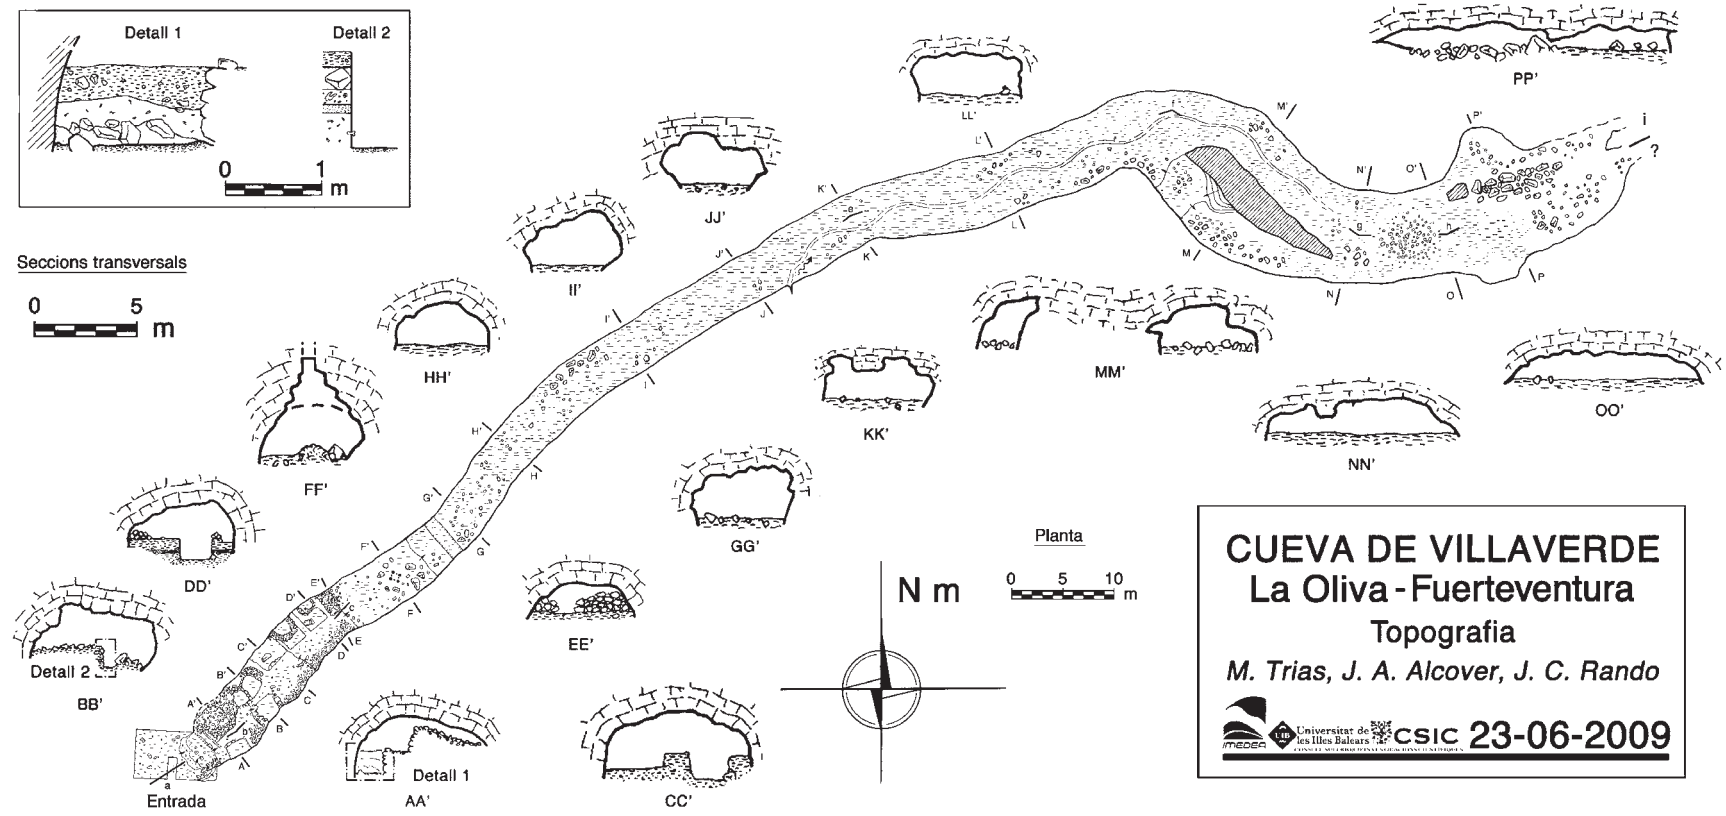 Detall 1
Detall 2
0 1
m
Seccions transversals
0 5
m
PP'
LL'
JJ'
II'
HH'
FF'
DD'
BB'
Detall 2
AA'
Detall 1
CC'
EE'
GG'
KK'
MM'
NN'
OO'
A'
B'
C'
D'
E'
F'
G'
H'
I'
J'
K'
L'
M'
N'
O'
P'
A
B
C
D
E
F
G
H
I
J
K
L
M
N
O
P
a
b
c
e
f
g
h
i
?
Entrada
N m
Planta
0 5 10
m
CUEVA DE VILLAVERDE
La Oliva - Fuerteventura
Topografia
M. Trias, J. A. Alcover, J. C. Rando
IMEDEA
UIB
Universitat de
les Illes Balears
CSIC
23-06-2009